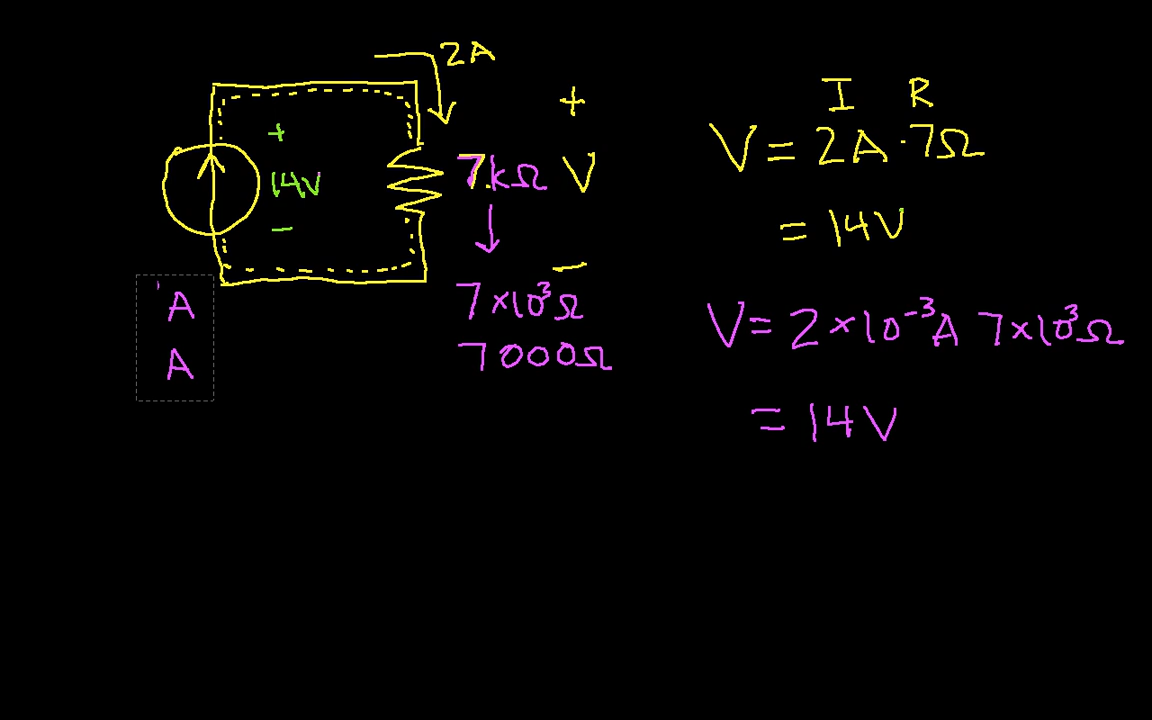 2A
+
14V
−
7kΩ
+
V
−
↓
7×10³Ω
7000Ω
A
A
I R
V = 2A · 7Ω
= 14V
V = 2×10⁻³A 7×10³Ω
= 14V